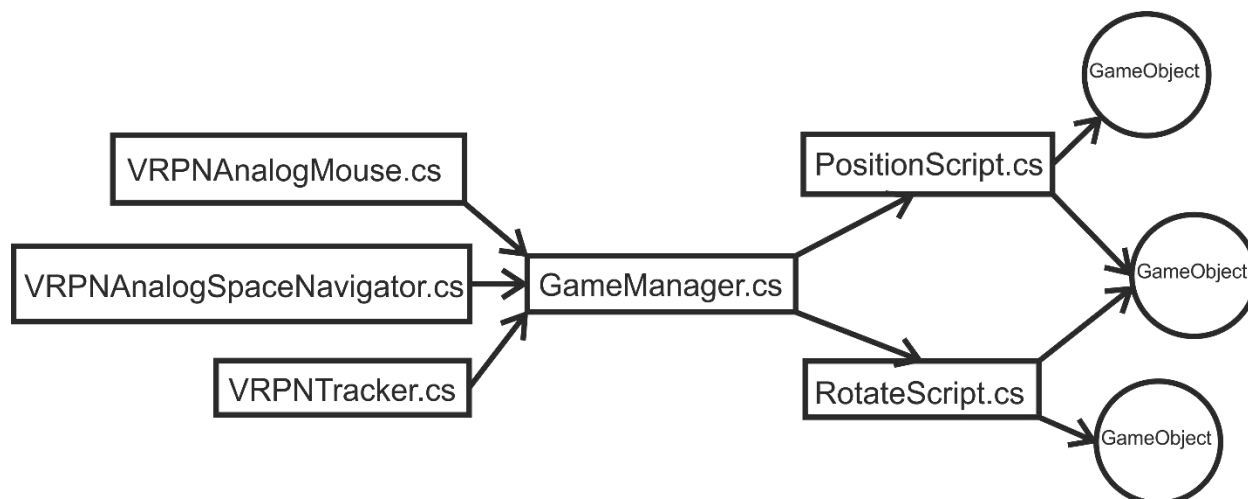 GameObject
VRPNAnalogMouse.cs
PositionScript.cs
VRPNAnalogSpaceNavigator.cs
GameManager.cs
GameObject
VRPNTracker.cs
RotateScript.cs
GameObject